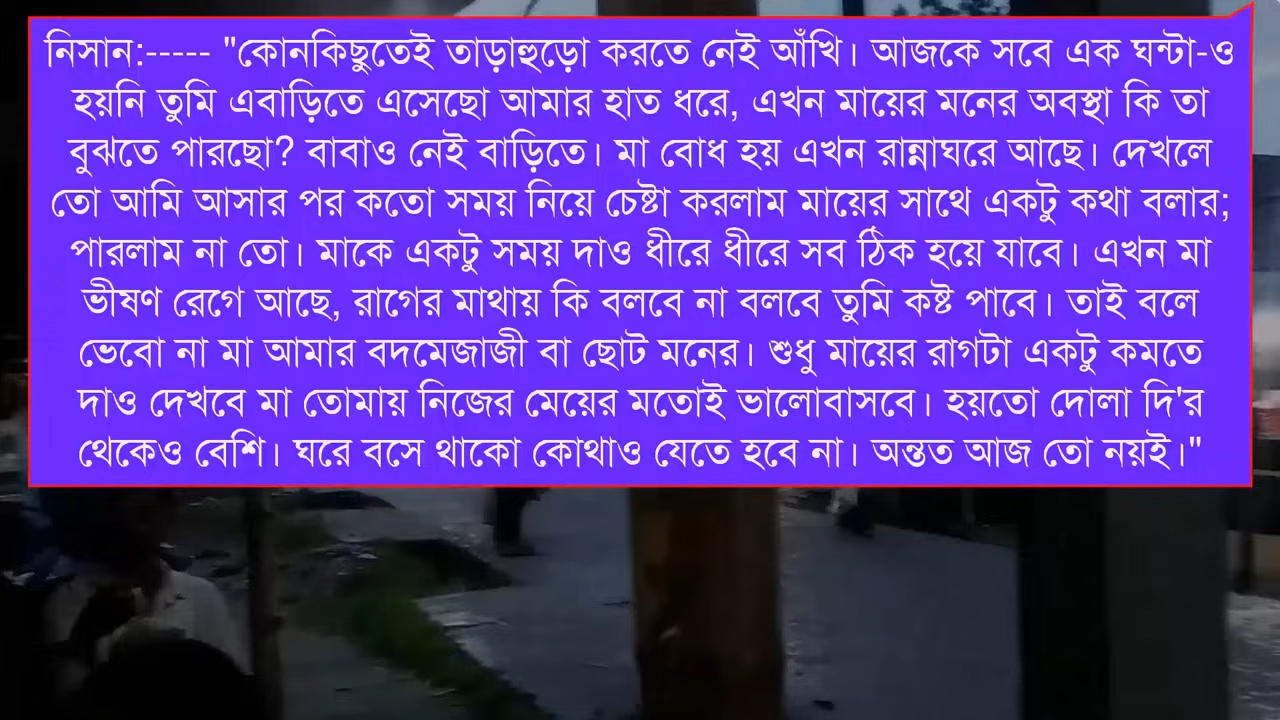 নিসান:----- "কোনকিছুতেই তাড়াহুড়ো করতে নেই আঁখি। আজকে সবে এক ঘন্টা-ও
হয়নি তুমি এবাড়িতে এসেছো আমার হাত ধরে, এখন মায়ের মনের অবস্থা কি তা
বুঝতে পারছো? বাবাও নেই বাড়িতে। মা বোধ হয় এখন রান্নাঘরে আছে। দেখলে
তো আমি আসার পর কতো সময় নিয়ে চেষ্টা করলাম মায়ের সাথে একটু কথা বলার;
পারলাম না তো। মাকে একটু সময় দাও ধীরে ধীরে সব ঠিক হয়ে যাবে। এখন মা
ভীষণ রেগে আছে, রাগের মাথায় কি বলবে না বলবে তুমি কষ্ট পাবে। তাই বলে
ভেবো না মা আমার বদমেজাজী বা ছোট মনের। শুধু মায়ের রাগটা একটু কমতে
দাও দেখবে মা তোমায় নিজের মেয়ের মতোই ভালোবাসবে। হয়তো দোলা দি'র
থেকেও বেশি। ঘরে বসে থাকো কোথাও যেতে হবে না। অন্তত আজ তো নয়ই।"